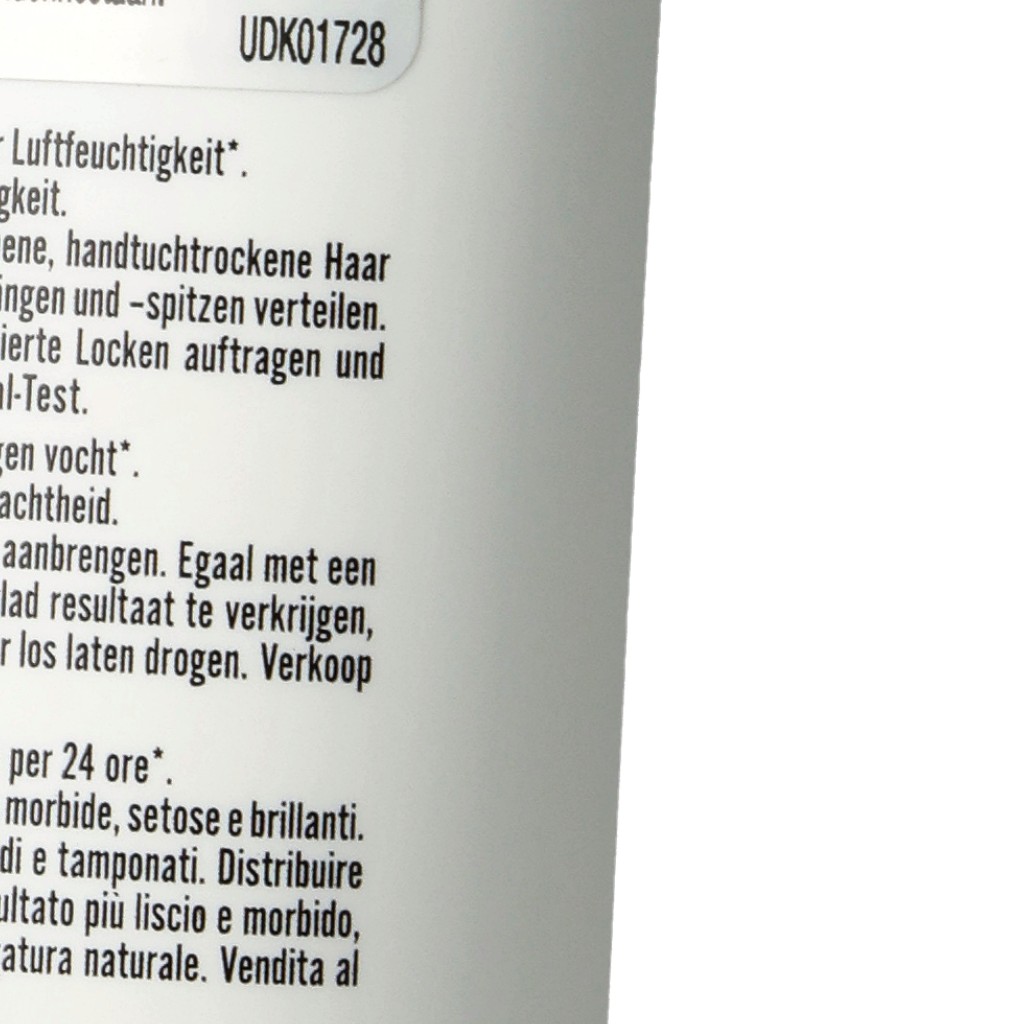 UDK01728
Luftfeuchtigkeit*.
gkeit.
ene, handtuchtrockene Haar
ingen und –spitzen verteilen.
ierte Locken auftragen und
al-Test.
gen vocht*.
achtheid.
aanbrengen. Egaal met een
lad resultaat te verkrijgen,
r los laten drogen. Verkoop
per 24 ore*.
morbide, setose e brillanti.
di e tamponati. Distribuire
ultato più liscio e morbido,
atura naturale. Vendita al